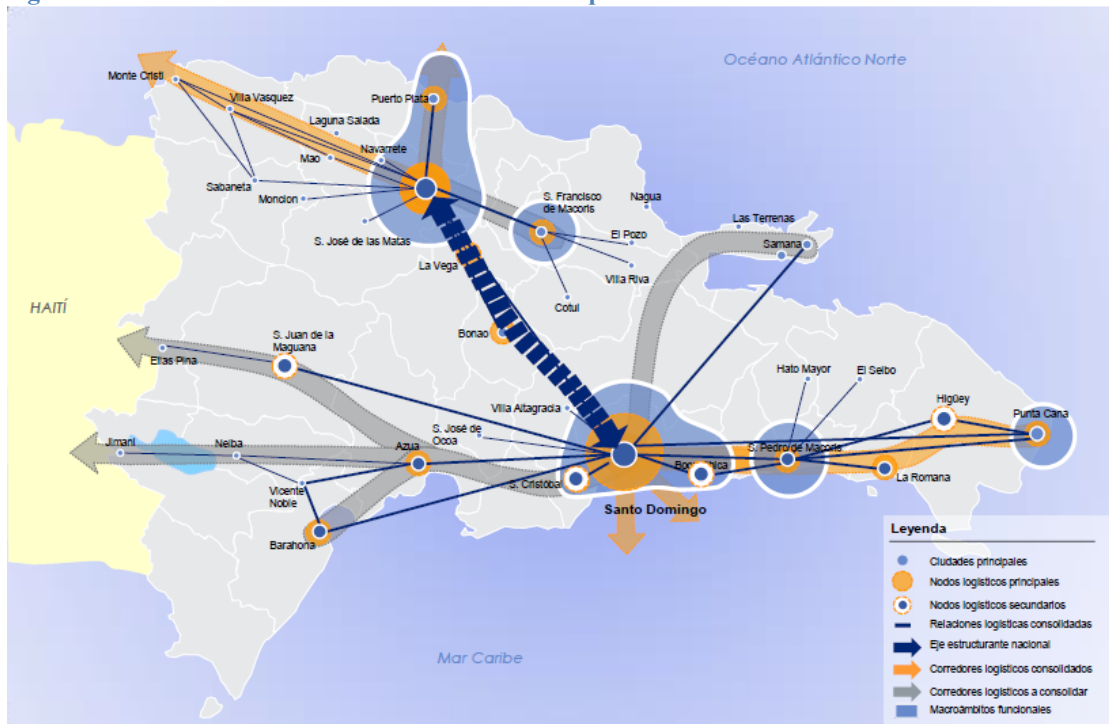 Océano Atlántico Norte
Monte Cristi
Villa Vasquez
Puerto Plata
Laguna Salada
Navarrete
Mao
Sabaneta
Moncion
S. Francisco
de Macoris
Nagua
Las Terrenas
Samana
S. José de las Matas
El Pozo
La Vega
Villa Riva
Cotui
HAITÍ
S. Juan de la
Maguana
Bonao
Elias Pina
Hato Mayor
El Seibo
Villa Altagracia
Higüey
Punta Cana
S. José de
Ocoa
Jimani
Neiba
Azua
S. Pedro de Macoris
La Romana
S. Cristóbal
Vicente
Noble
Santo Domingo
Barahona
Mar Caribe
Leyenda
Ciudades principales
Nodos logísticos principales
Nodos logísticos secundarios
Relaciones logísticas consolidadas
Eje estructurante nacional
Corredores logísticos consolidados
Corredores logísticos a consolidar
Macroámbitos funcionales